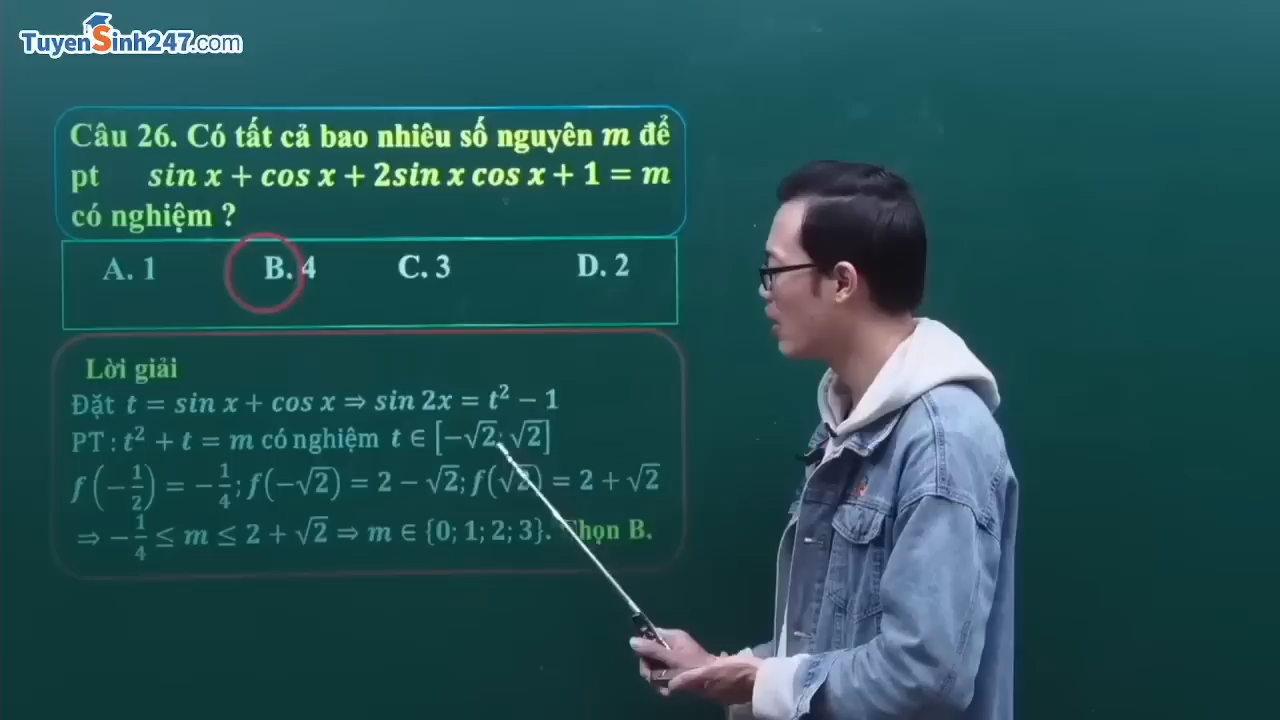 TuyenSinh247.com
Câu 26. Có tất cả bao nhiêu số nguyên m để
pt sin x + cos x + 2sin x cos x + 1 = m
có nghiệm ?
A. 1 B. 4 C. 3 D. 2
Lời giải
Đặt t = sin x + cos x ⇒ sin 2x = t² − 1
PT : t² + t = m có nghiệm t ∈ [−√2; √2]
f(−1/2) = −1/4; f(−√2) = 2 − √2; f(√2) = 2 + √2
⇒ −1/4 ≤ m ≤ 2 + √2 ⇒ m ∈ {0; 1; 2; 3}. Chọn B.